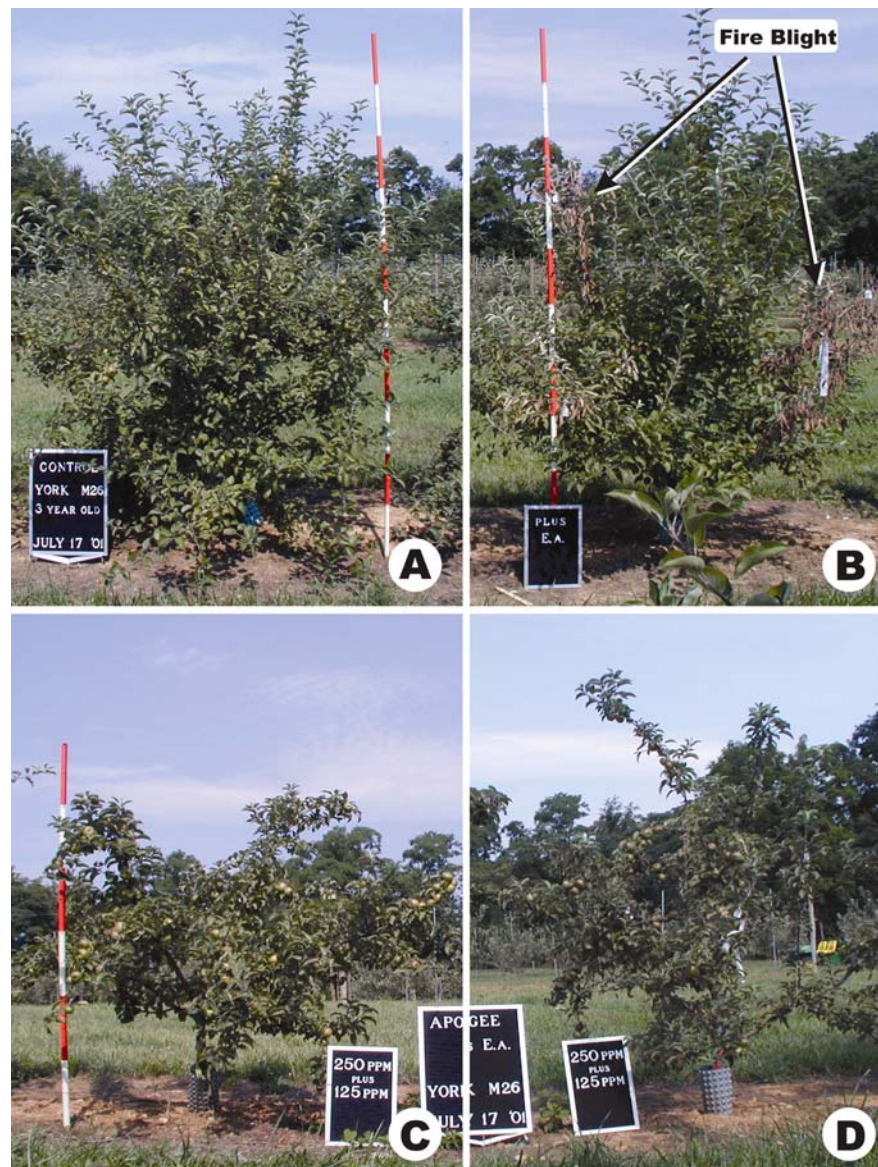 Fire Blight
CONTROL
YORK M26
3 YEAR OLD
JULY 17 '01
A
PLUS
E.A.
B
250 PPM
PLUS
125 PPM
C
APOGEE
E.A.
YORK M26
JULY 17 '01
250 PPM
PLUS
125 PPM
D